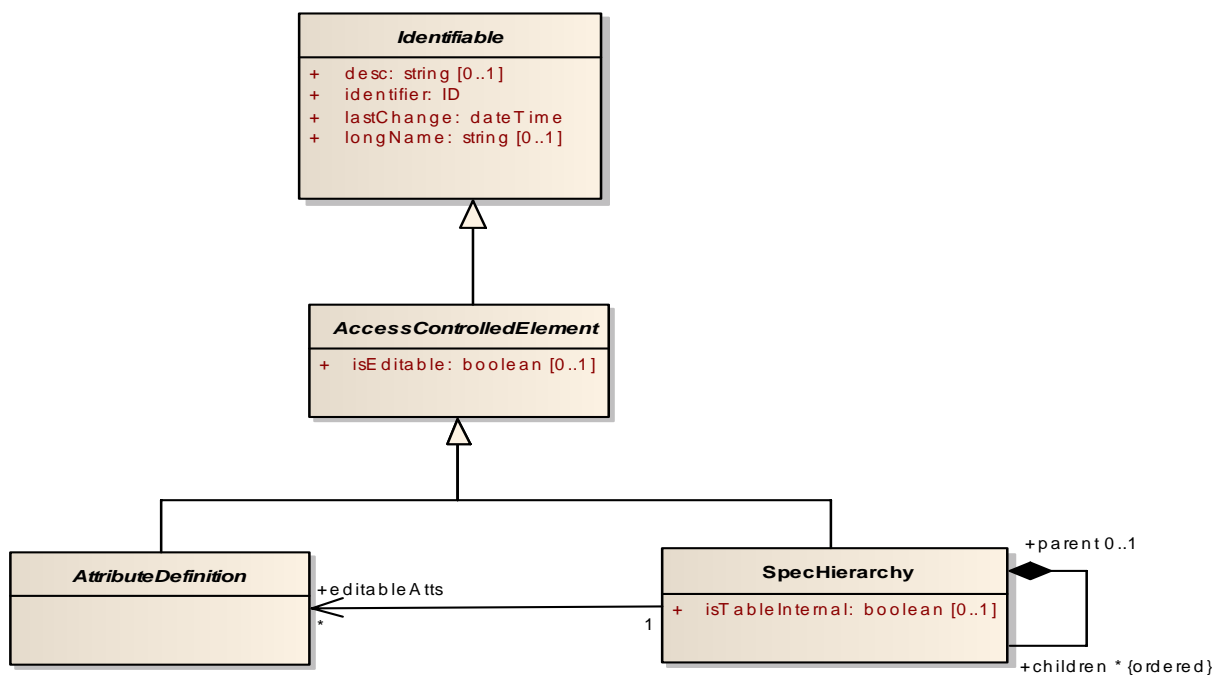 Identifiable
+ desc: string [0..1]
+ identifier: ID
+ lastChange: dateTime
+ longName: string [0..1]
AccessControlledElement
+ isEditable: boolean [0..1]
+parent 0..1
AttributeDefinition
SpecHierarchy
+editableAtts
+ isTableInternal: boolean [0..1]
*
1
+children * {ordered}